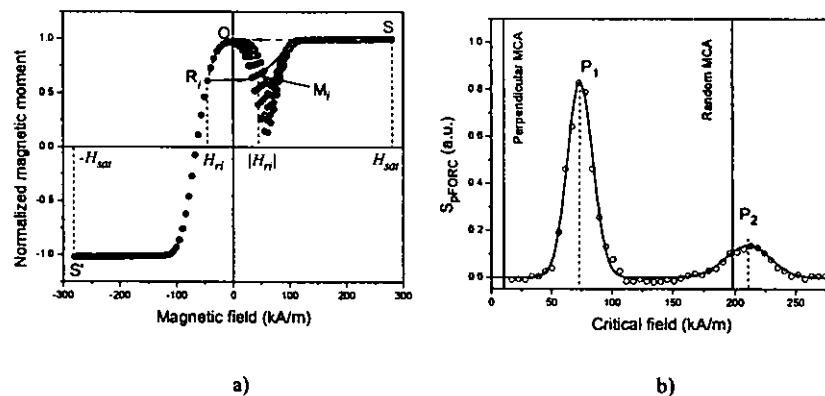 Normalized magnetic moment
1.0
0.5
0.0
-0.5
-1.0
Q
S
R_i
M_i
-H_sat
H_ri
|H_ri|
H_sat
S'
-300 -200 -100 0 100 200 300
Magnetic field (kA/m)
a)
S_pFORC (a.u.)
0.8
0.6
0.4
0.2
0.0
Perpendicular MCA
P_1
Random MCA
P_2
0 50 100 150 200 250
Critical field (kA/m)
b)